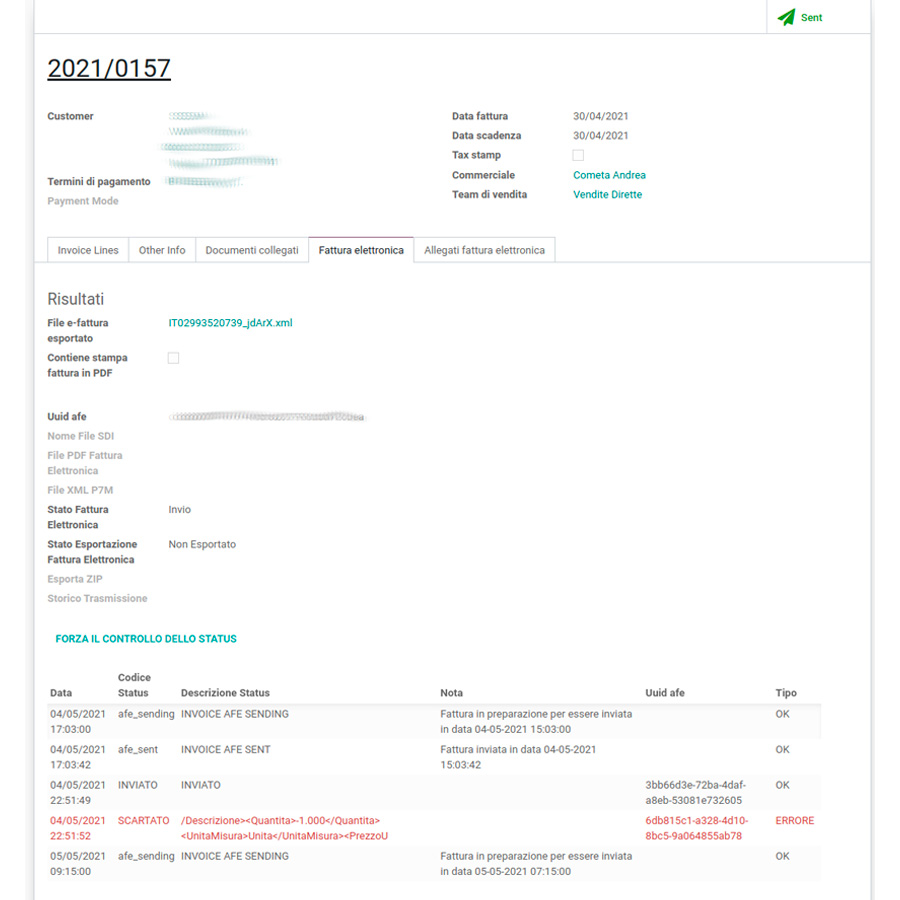 Sent
2021/0157
Customer
Data fattura 30/04/2021
Data scadenza 30/04/2021
Tax stamp
Termini di pagamento
Commerciale Cometa Andrea
Payment Mode
Team di vendita Vendite Dirette
Invoice Lines Other Info Documenti collegati Fattura elettronica Allegati fattura elettronica
Risultati
File e-fattura
esportato
IT02993520739_jdArX.xml
Contiene stampa
fattura in PDF
Uuid afe
Nome File SDI
File PDF Fattura
Elettronica
File XML P7M
Stato Fattura
Elettronica
Invio
Stato Esportazione
Fattura Elettronica
Non Esportato
Esporta ZIP
Storico Trasmissione
FORZA IL CONTROLLO DELLO STATUS
Data Codice
Status Descrizione Status Nota Uuid afe Tipo
04/05/2021 afe_sending INVOICE AFE SENDING Fattura in preparazione per essere inviata OK
17:03:00 in data 04-05-2021 15:03:00
04/05/2021 afe_sent INVOICE AFE SENT Fattura inviata in data 04-05-2021 OK
17:03:42 15:03:42
04/05/2021 INVIATO INVIATO 3bb66d3e-72ba-4daf- OK
22:51:49 a8eb-53081e732605
04/05/2021 SCARTATO /Descrizione><Quantita>-1.000</Quantita> 6db815c1-a328-4d10- ERRORE
22:51:52 <UnitaMisura>Unita</UnitaMisura><PrezzoU 8bc5-9a064855ab78
05/05/2021 afe_sending INVOICE AFE SENDING Fattura in preparazione per essere inviata OK
09:15:00 in data 05-05-2021 07:15:00